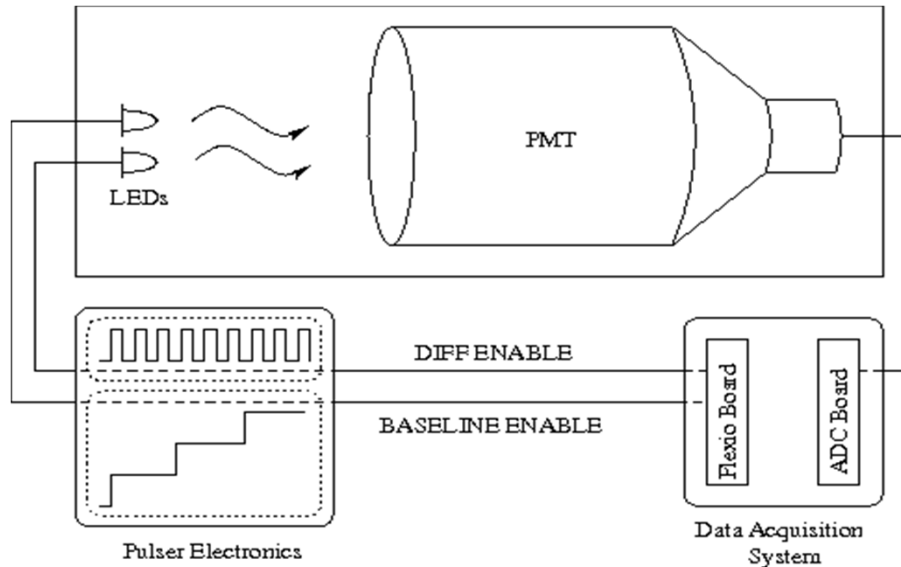 PMT
LEDs
DIFF ENABLE
BASELINE ENABLE
Flexio Board
ADC Board
Pulser Electronics
Data Acquisition
System